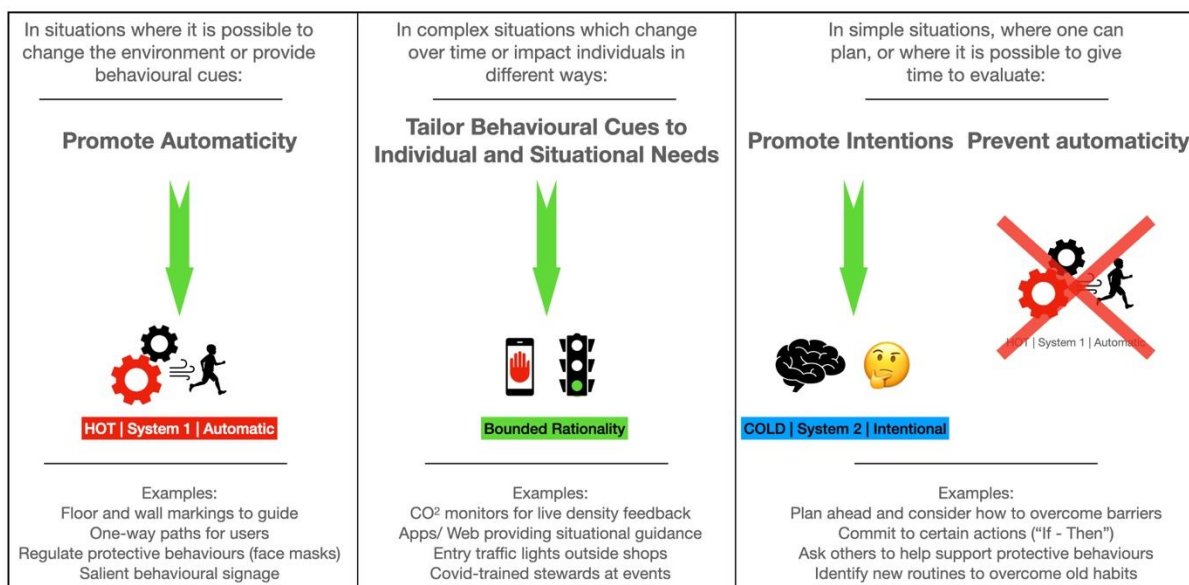 In situations where it is possible to
change the environment or provide
behavioural cues:
Promote Automaticity
HOT | System 1 | Automatic
Examples:
Floor and wall markings to guide
One-way paths for users
Regulate protective behaviours (face masks)
Salient behavioural signage
In complex situations which change
over time or impact individuals in
different ways:
Tailor Behavioural Cues to
Individual and Situational Needs
Bounded Rationality
Examples:
CO² monitors for live density feedback
Apps/ Web providing situational guidance
Entry traffic lights outside shops
Covid-trained stewards at events
In simple situations, where one can
plan, or where it is possible to give
time to evaluate:
Promote Intentions
Prevent automaticity
HOT | System 1 | Automatic
COLD | System 2 | Intentional
Examples:
Plan ahead and consider how to overcome barriers
Commit to certain actions (“If - Then”)
Ask others to help support protective behaviours
Identify new routines to overcome old habits